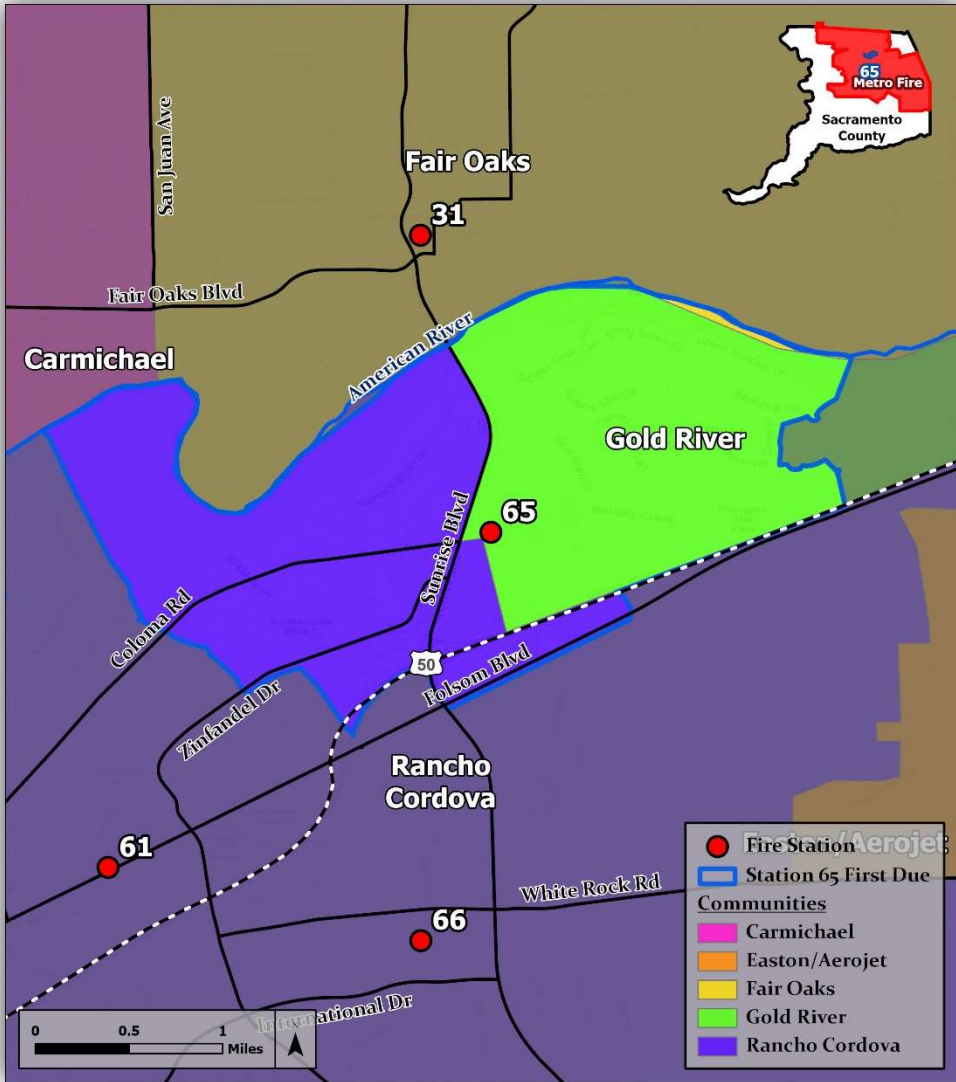 65
Metro Fire
Sacramento
County
San Juan Ave
Fair Oaks
31
Fair Oaks Blvd
American River
Carmichael
Gold River
65
Sunrise Blvd
Coloma Rd
50
Folsom Blvd
Zinfandel Dr
Rancho
Cordova
61
66
White Rock Rd
International Dr
Easton/Aerojet
Fire Station
Station 65 First Due
Communities
Carmichael
Easton/Aerojet
Fair Oaks
Gold River
Rancho Cordova
0 0.5 1
Miles